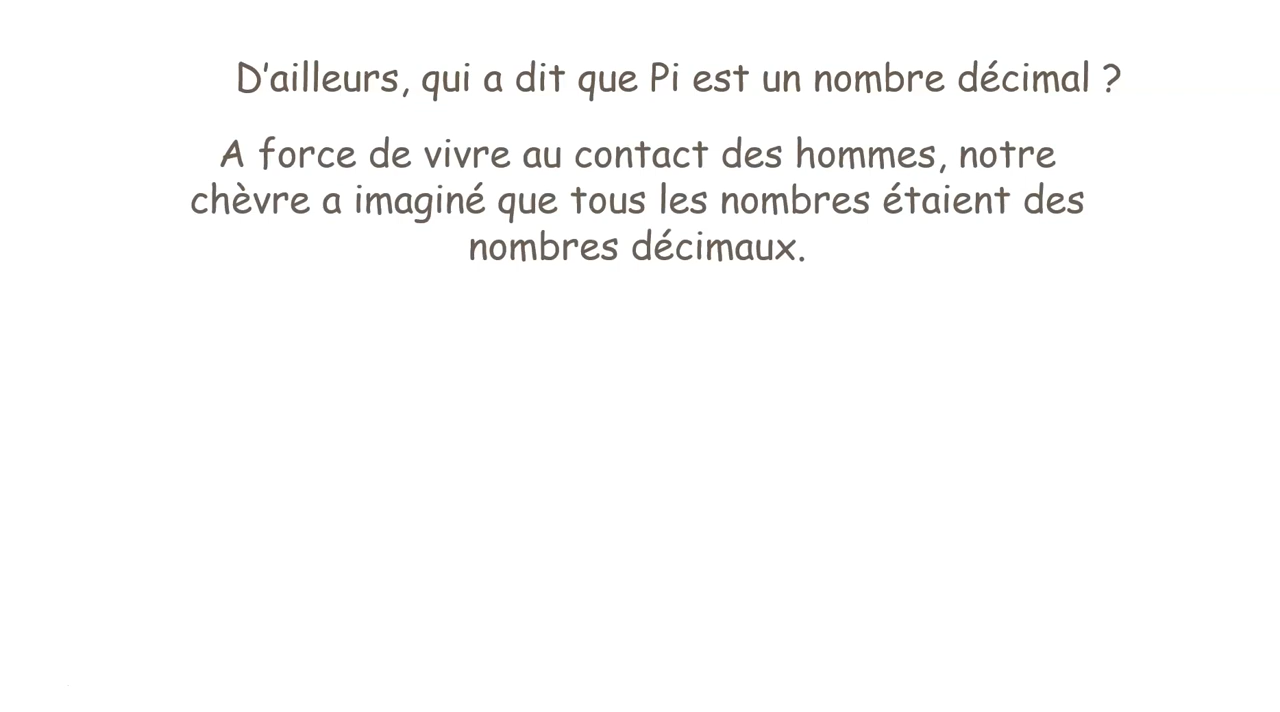 D'ailleurs, qui a dit que Pi est un nombre décimal ?
A force de vivre au contact des hommes, notre
chèvre a imaginé que tous les nombres étaient des
nombres décimaux.